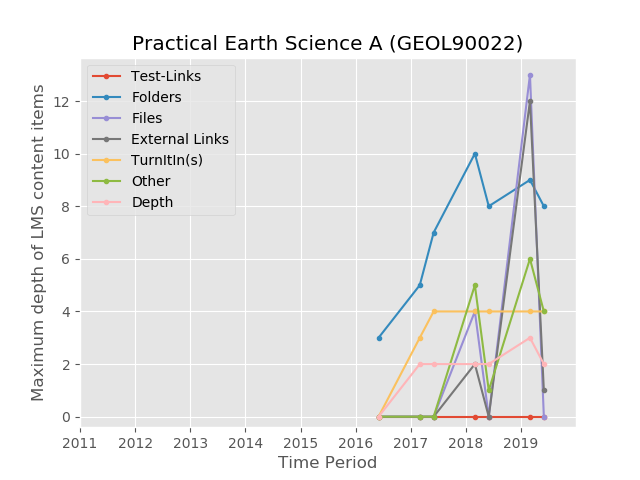 Practical Earth Science A (GEOL90022)
Test-Links
Folders
Files
External Links
TurnItIn(s)
Other
Depth
Maximum depth of LMS content items
12
10
8
6
4
2
0
2011 2012 2013 2014 2015 2016 2017 2018 2019
Time Period